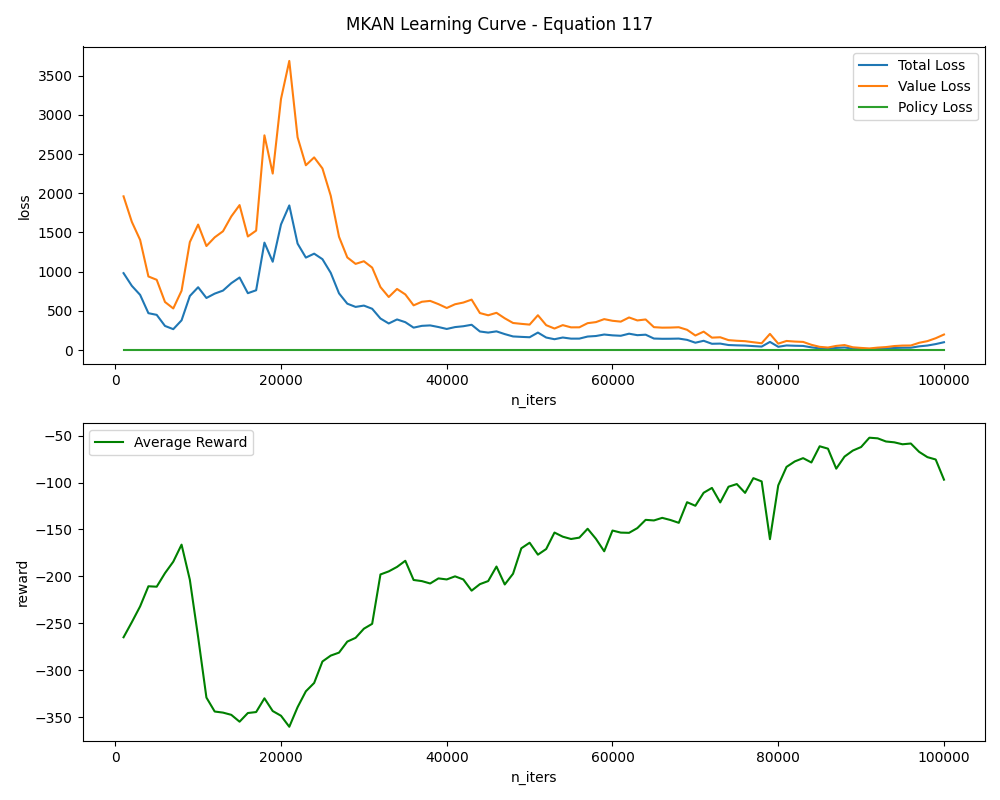 MKAN Learning Curve - Equation 117
3500
3000
2500
2000
1500
1000
500
0
loss
Total Loss
Value Loss
Policy Loss
0 20000 40000 60000 80000 100000
n_iters
−50
−100
−150
−200
−250
−300
−350
reward
Average Reward
0 20000 40000 60000 80000 100000
n_iters